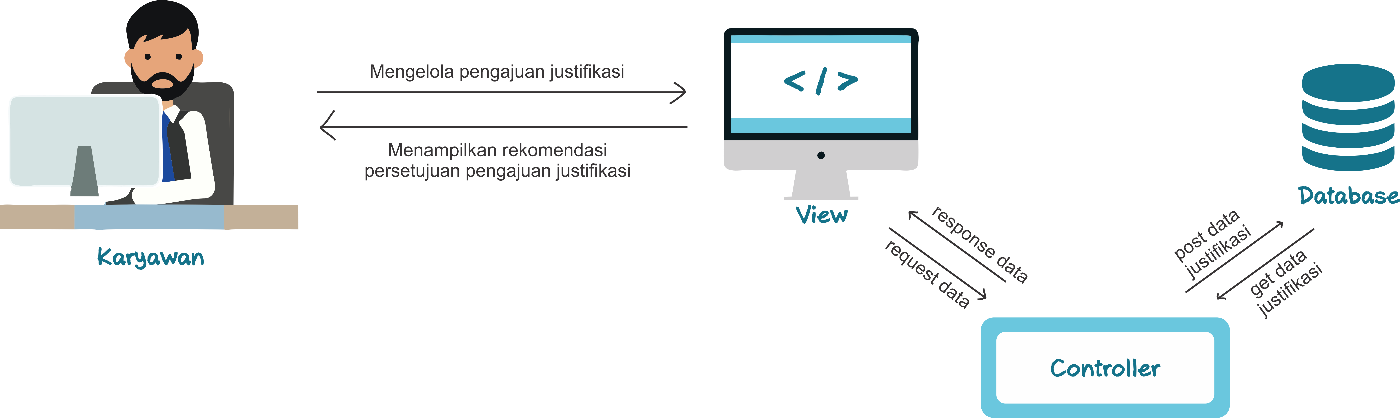 Mengelola pengajuan justifikasi
Menampilkan rekomendasi
persetujuan pengajuan justifikasi
Karyawan
</>
View
response data
request data
Controller
post data
justifikasi
get data
justifikasi
Database